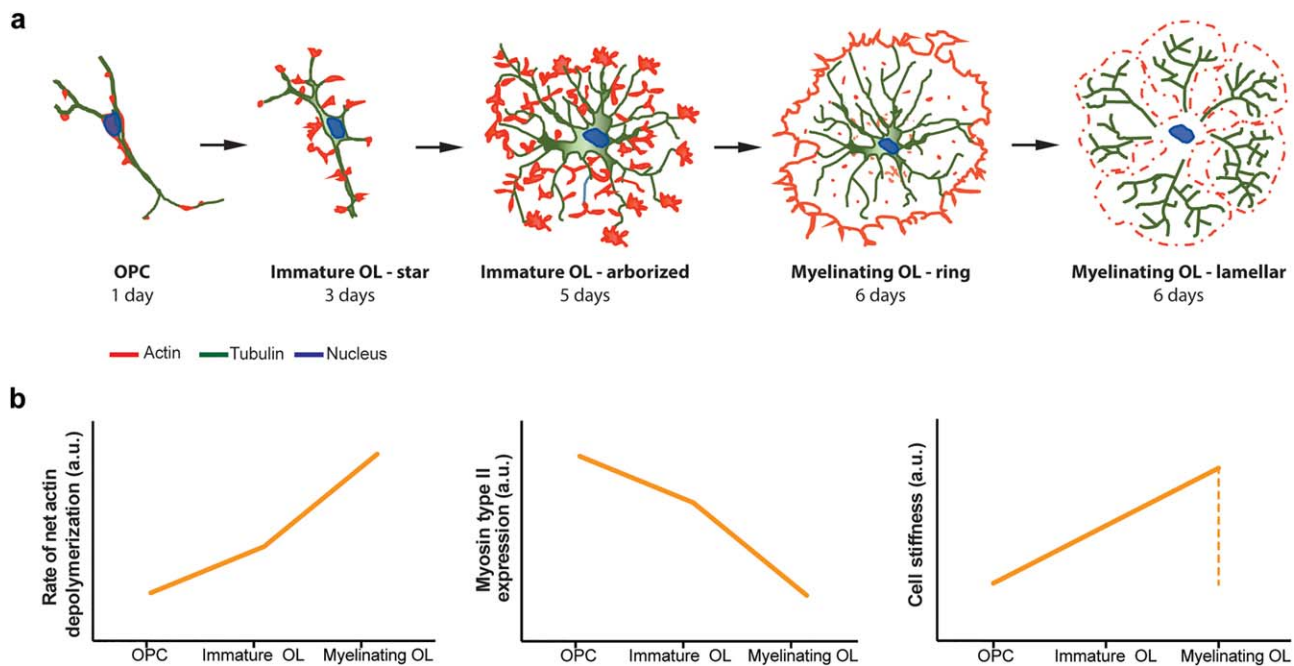 a
OPC
1 day
Immature OL - star
3 days
Immature OL - arborized
5 days
Myelinating OL - ring
6 days
Myelinating OL - lamellar
6 days
Actin Tubulin Nucleus
b
Rate of net actin
depolymerization (a.u.)
OPC Immature OL Myelinating OL
Myosin type II
expression (a.u.)
OPC Immature OL Myelinating OL
Cell stiffness (a.u.)
OPC Immature OL Myelinating OL